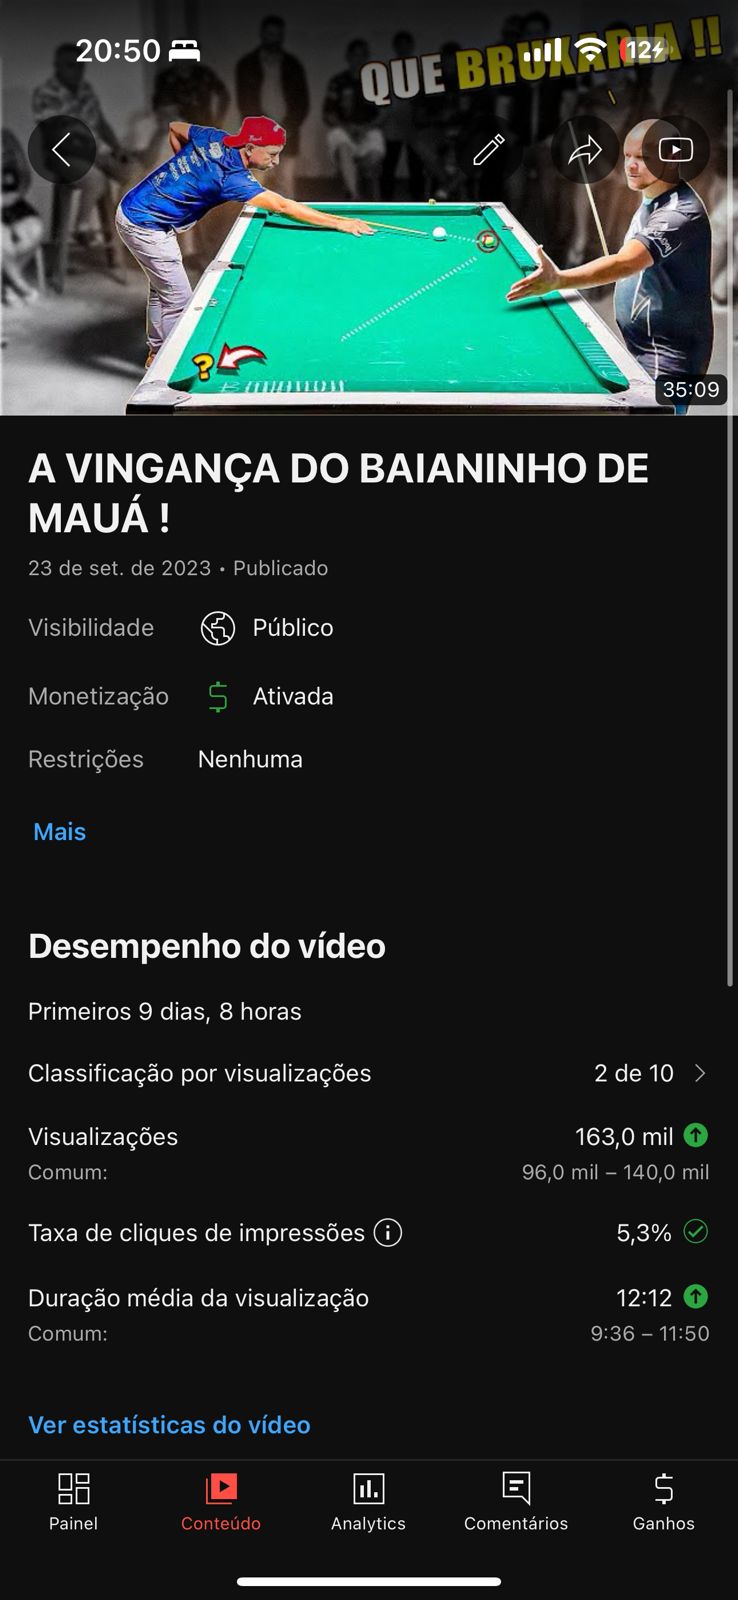 20:50
12
QUE BRUXARIA !!
?
35:09
A VINGANÇA DO BAIANINHO DE
MAUÁ !
23 de set. de 2023 • Publicado
Visibilidade Público
Monetização Ativada
Restrições Nenhuma
Mais
Desempenho do vídeo
Primeiros 9 dias, 8 horas
Classificação por visualizações 2 de 10
Visualizações 163,0 mil
Comum: 96,0 mil – 140,0 mil
Taxa de cliques de impressões 5,3%
Duração média da visualização 12:12
Comum: 9:36 – 11:50
Ver estatísticas do vídeo
Painel Conteúdo Analytics Comentários Ganhos